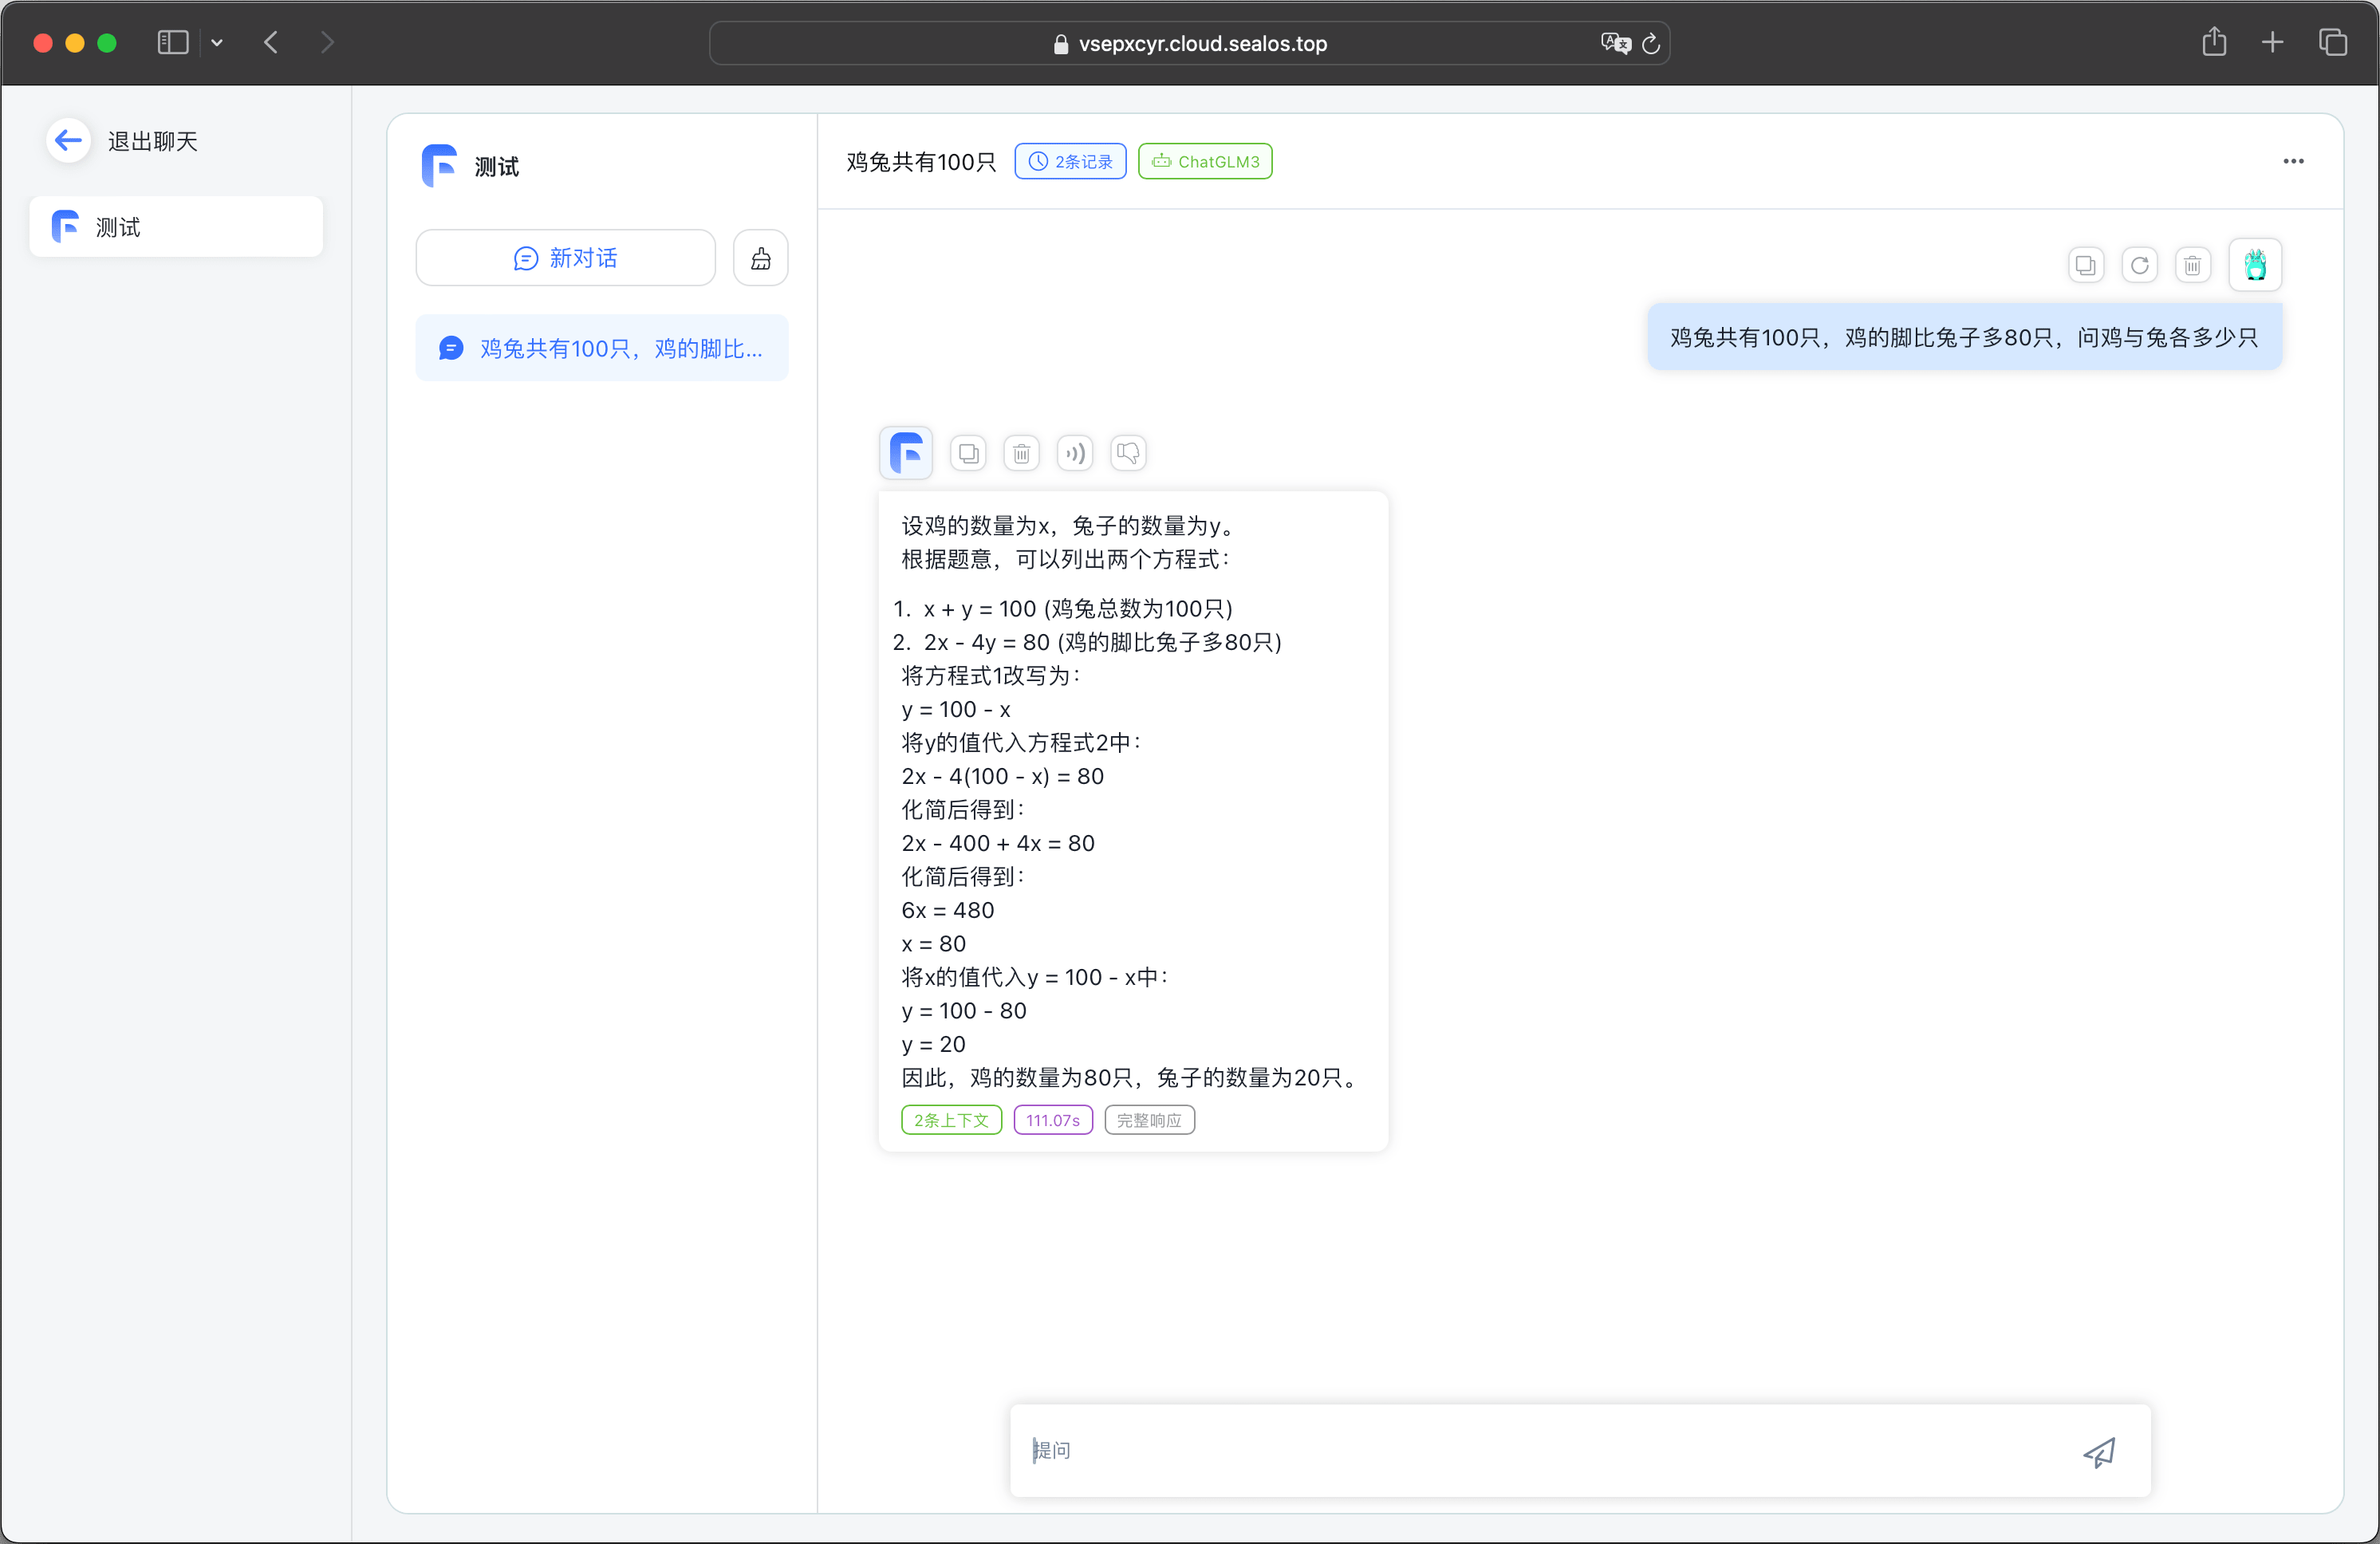 vsepxcyr.cloud.sealos.top
退出聊天
测试
测试
新对话
鸡兔共有100只，鸡的脚比...
鸡兔共有100只
2条记录
ChatGLM3
鸡兔共有100只，鸡的脚比兔子多80只，问鸡与兔各多少只
设鸡的数量为x，兔子的数量为y。
根据题意，可以列出两个方程式：
1. x + y = 100 (鸡兔总数为100只)
2. 2x - 4y = 80 (鸡的脚比兔子多80只)
将方程式1改写为：
y = 100 - x
将y的值代入方程式2中：
2x - 4(100 - x) = 80
化简后得到：
2x - 400 + 4x = 80
化简后得到：
6x = 480
x = 80
将x的值代入y = 100 - x中：
y = 100 - 80
y = 20
因此，鸡的数量为80只，兔子的数量为20只。
2条上下文
111.07s
完整响应
提问